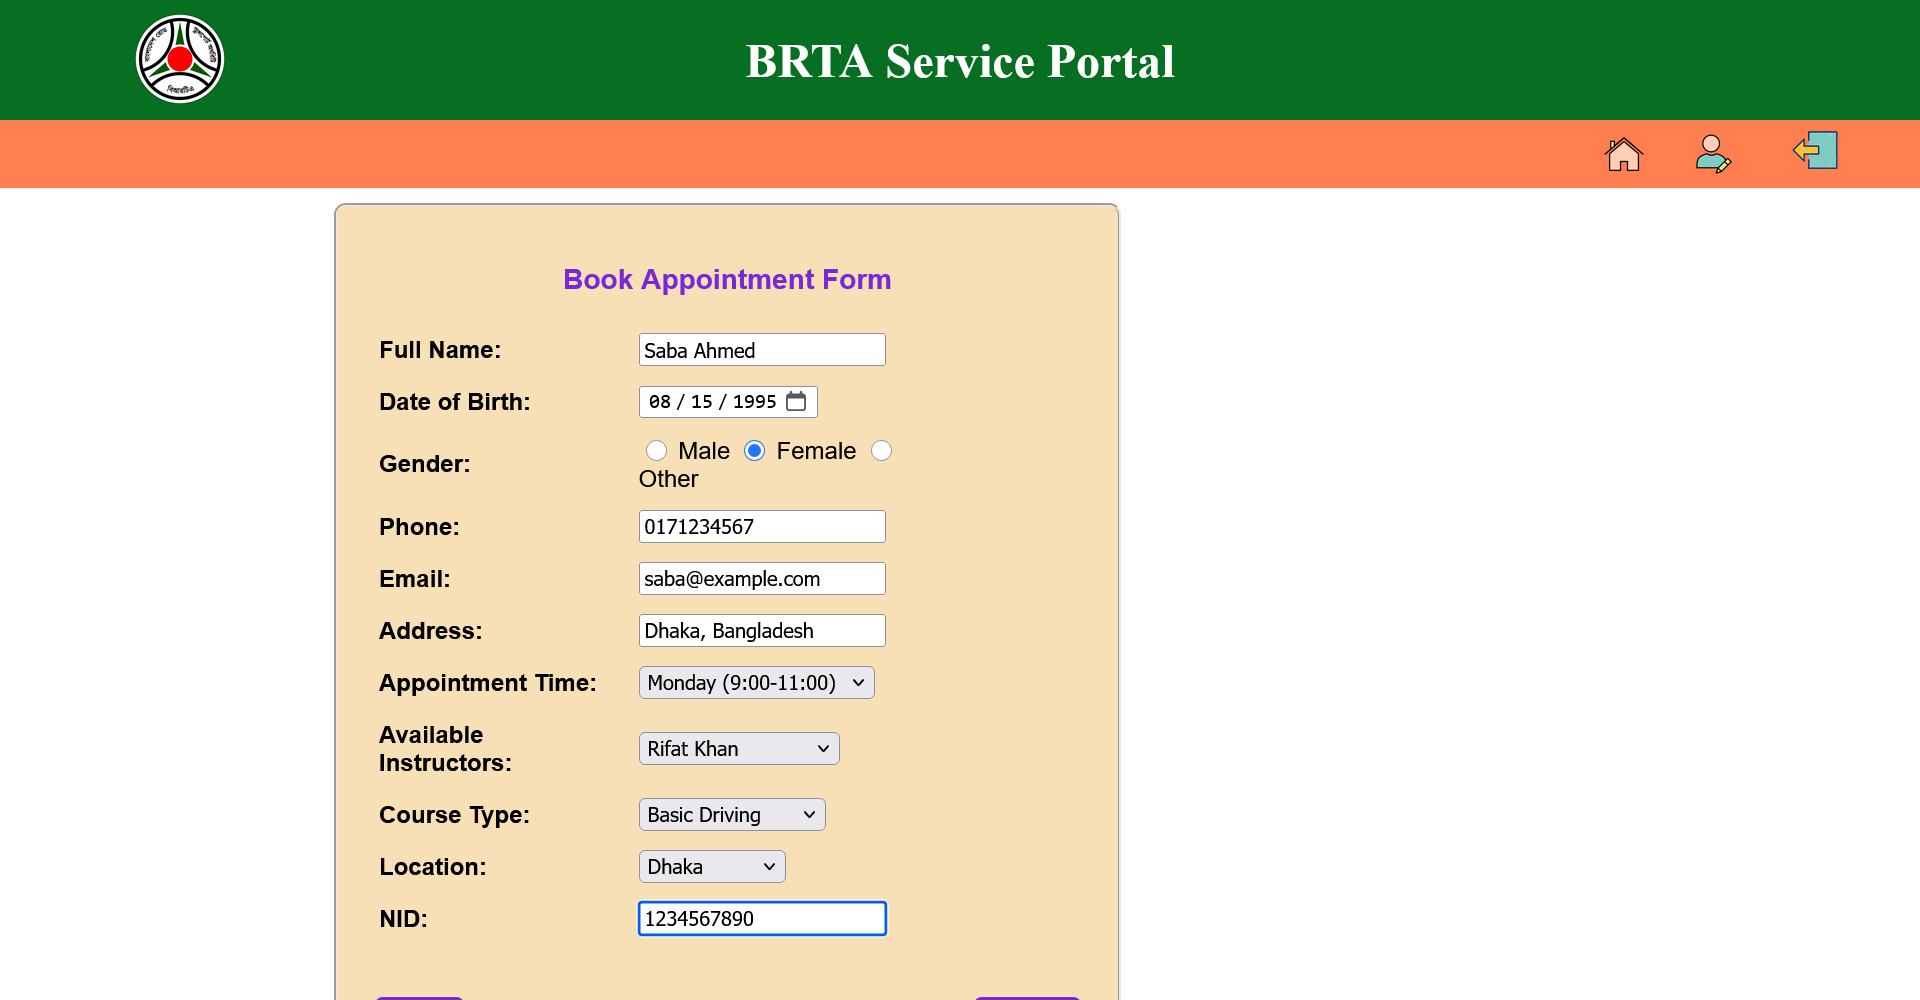 BRTA Service Portal
বিআরটিএ
Book Appointment Form
Full Name: Saba Ahmed
Date of Birth: 08 / 15 / 1995
Gender: Male Female
Other
Phone: 0171234567
Email: saba@example.com
Address: Dhaka, Bangladesh
Appointment Time: Monday (9:00-11:00)
Available
Instructors: Rifat Khan
Course Type: Basic Driving
Location: Dhaka
NID: 1234567890